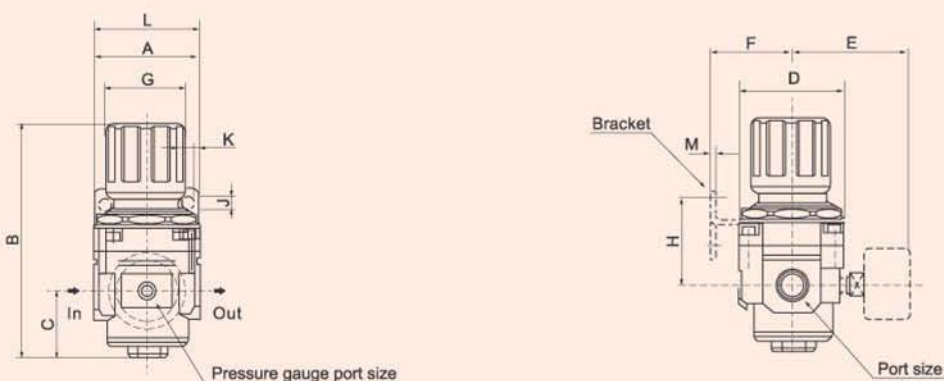 L
A
G
K
J
B
C
In
Out
Pressure gauge port size
F
E
D
Bracket
M
H
Port size